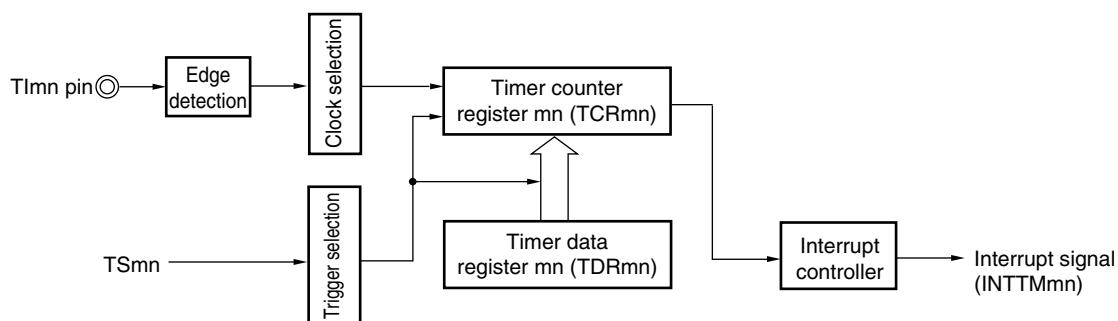 TImn pin
Edge
detection
Clock selection
Timer counter
register mn (TCRmn)
TSmn
Trigger selection
Timer data
register mn (TDRmn)
Interrupt
controller
Interrupt signal
(INTTMmn)